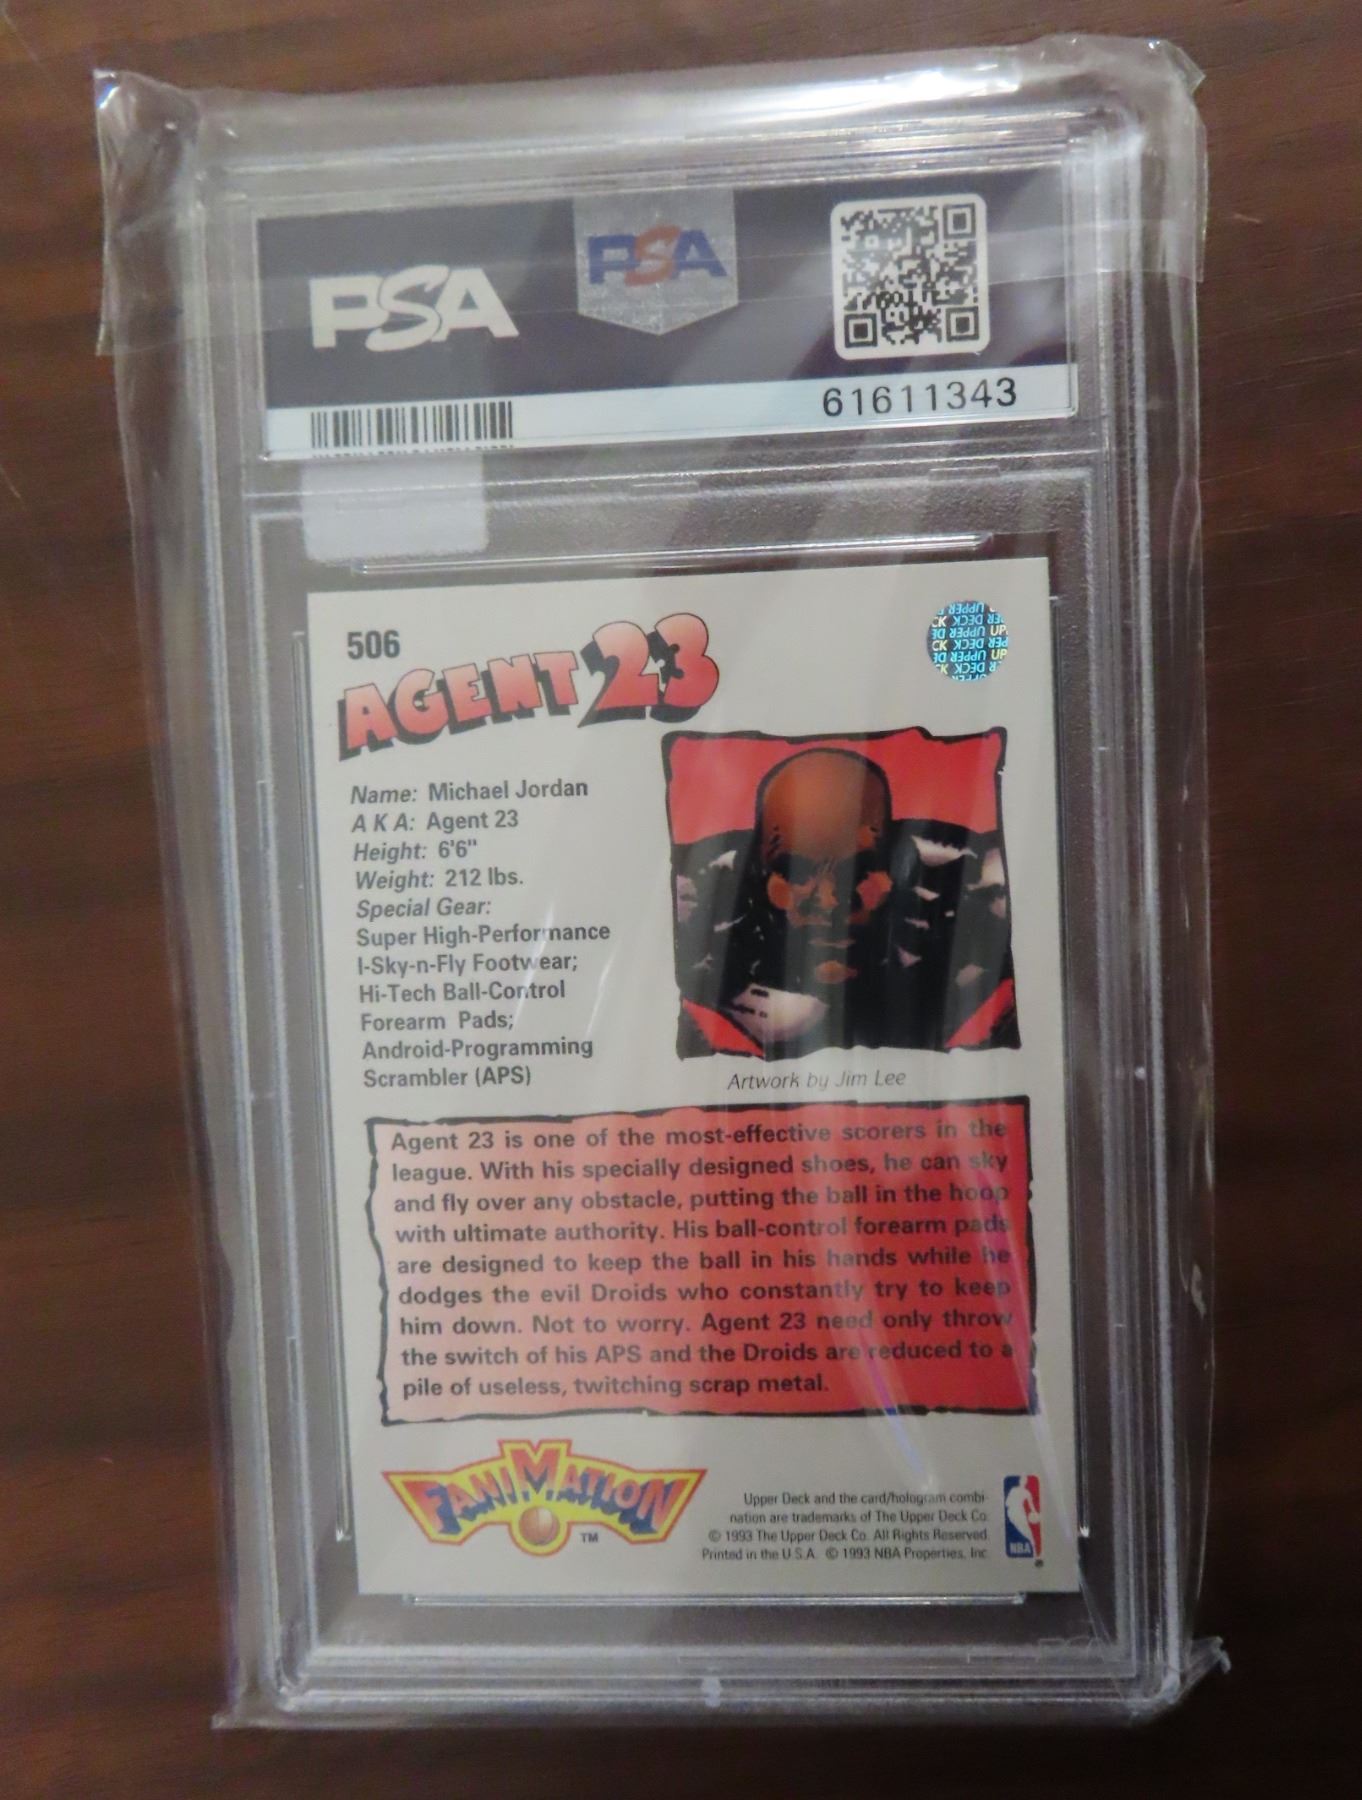 PSA
PSA
61611343
506
AGENT 23
UPPER DECK
Name: Michael Jordan
A K A: Agent 23
Height: 6'6"
Weight: 212 lbs.
Special Gear:
Super High-Performance
I-Sky-n-Fly Footwear;
Hi-Tech Ball-Control
Forearm Pads;
Android-Programming
Scrambler (APS)
Artwork by Jim Lee
Agent 23 is one of the most-effective scorers in the
league. With his specially designed shoes, he can sky
and fly over any obstacle, putting the ball in the hoop
with ultimate authority. His ball-control forearm pads
are designed to keep the ball in his hands while he
dodges the evil Droids who constantly try to keep
him down. Not to worry. Agent 23 need only throw
the switch of his APS and the Droids are reduced to a
pile of useless, twitching scrap metal.
FANIMATION TM
Upper Deck and the card/hologram combi-
nation are trademarks of The Upper Deck Co.
© 1993 The Upper Deck Co. All Rights Reserved.
Printed in the U.S.A. © 1993 NBA Properties, Inc.
NBA ®